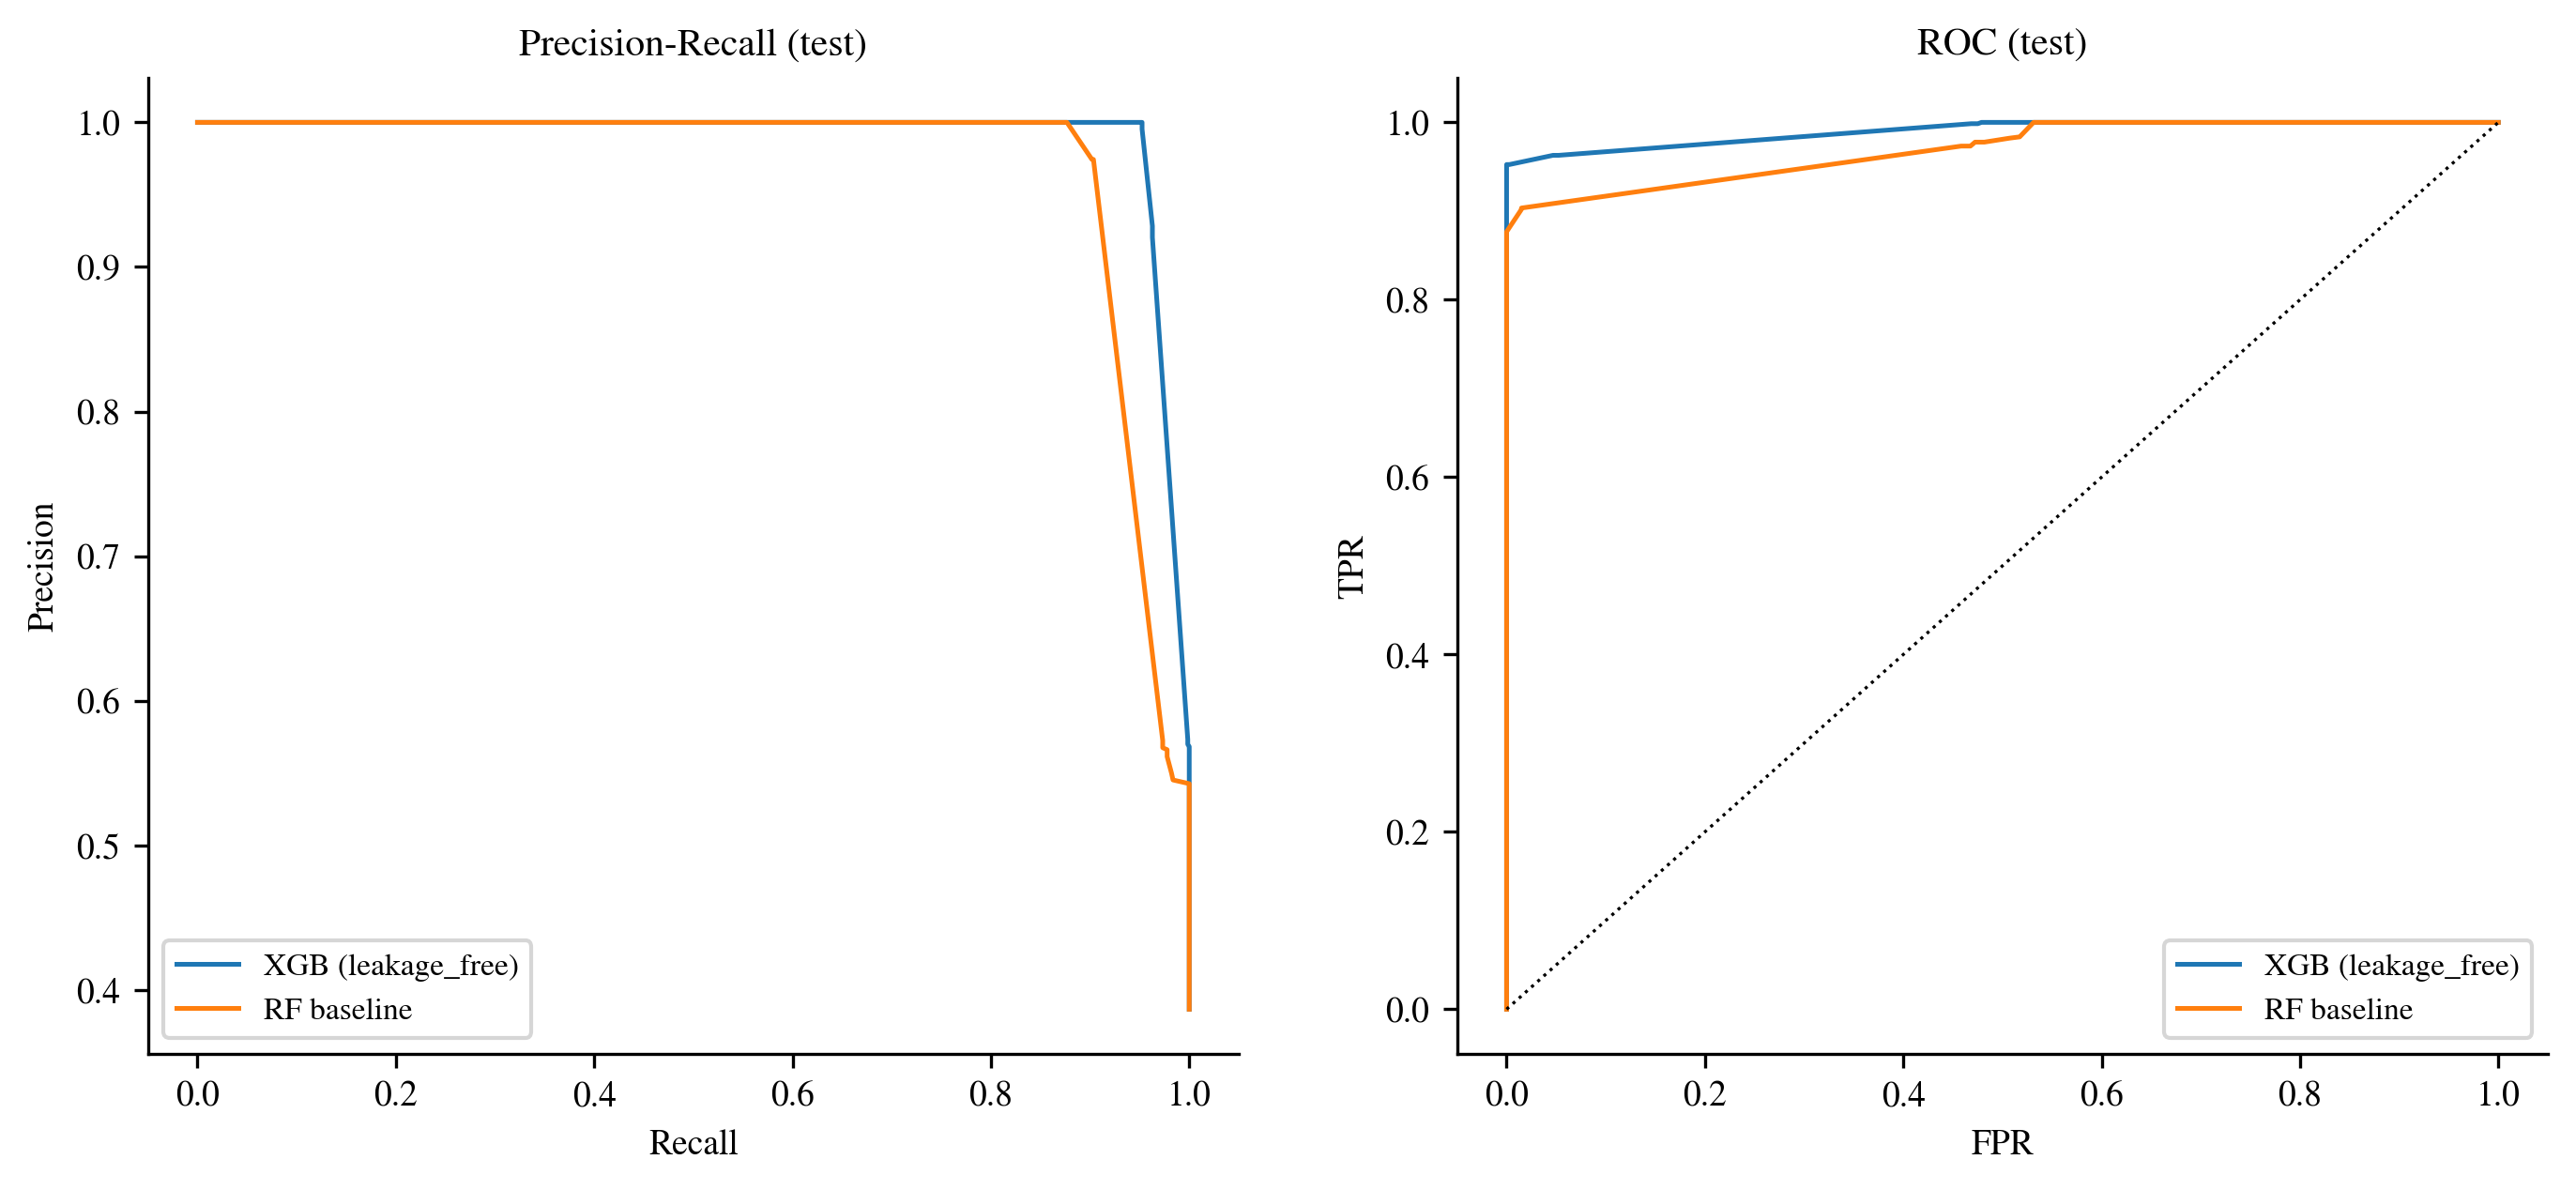 Precision-Recall (test)
1.0
0.9
0.8
0.7
0.6
0.5
0.4
Precision
XGB (leakage_free)
RF baseline
0.0 0.2 0.4 0.6 0.8 1.0
Recall
ROC (test)
1.0
0.8
0.6
0.4
0.2
0.0
TPR
XGB (leakage_free)
RF baseline
0.0 0.2 0.4 0.6 0.8 1.0
FPR